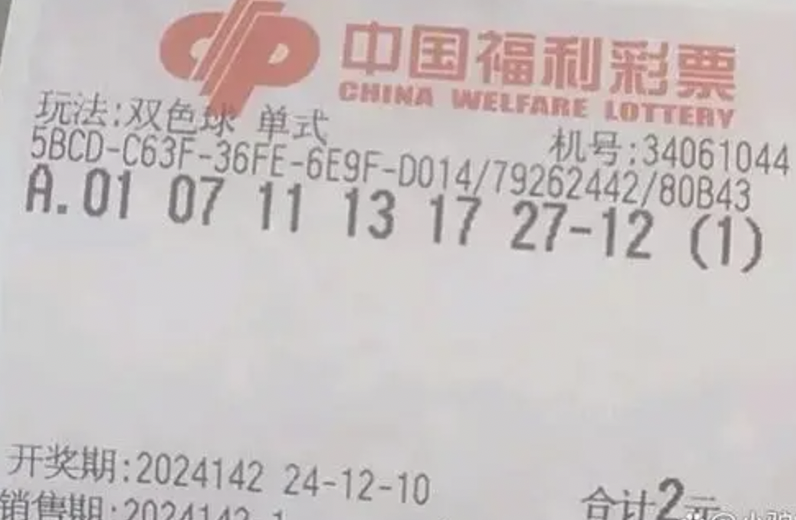 中国福利彩票
CHINA WELFARE LOTTERY
玩法:双色球 单式
机号:34061044
5BCD-C63F-36FE-6E9F-D014/79262442/80B43
A.01 07 11 13 17 27-12 (1)
开奖期:2024142 24-12-10
销售期:2024142-1
合计2元